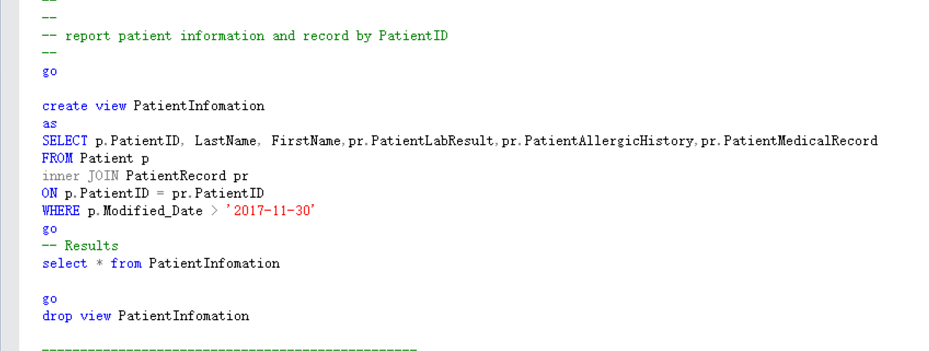 --
--
-- report patient information and record by PatientID
--
go
create view PatientInfomation
as
SELECT p.PatientID, LastName, FirstName,pr.PatientLabResult,pr.PatientAllergicHistory,pr.PatientMedicalRecord
FROM Patient p
inner JOIN PatientRecord pr
ON p.PatientID = pr.PatientID
WHERE p.Modified_Date > '2017-11-30'
go
-- Results
select * from PatientInfomation
go
drop view PatientInfomation
-------------------------------------------------